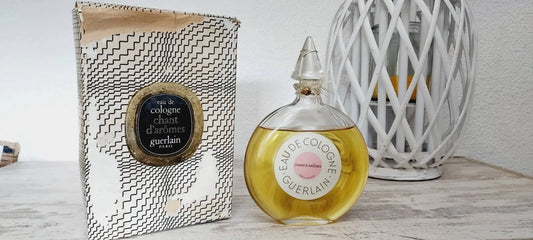 eau de
cologne
chant
d'arômes
guerlain
PARIS
EAU DE COLOGNE
CHANT D'ARÔMES
GUERLAIN